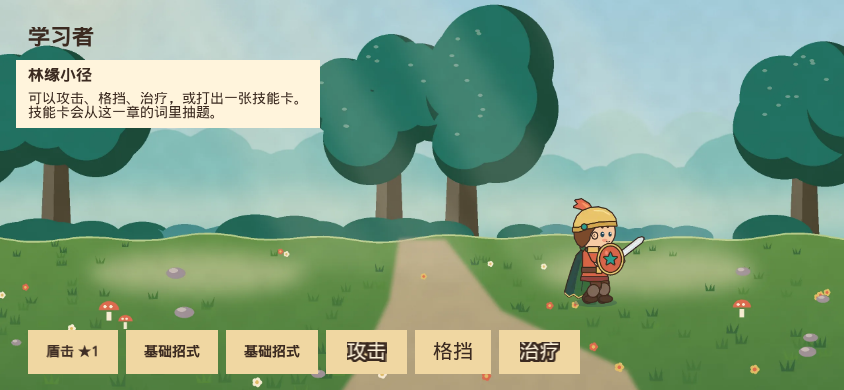 学习者
林缘小径
可以攻击、格挡、治疗，或打出一张技能卡。
技能卡会从这一章的词里抽题。
盾击 ★1
基础招式
基础招式
攻击
格挡
治疗